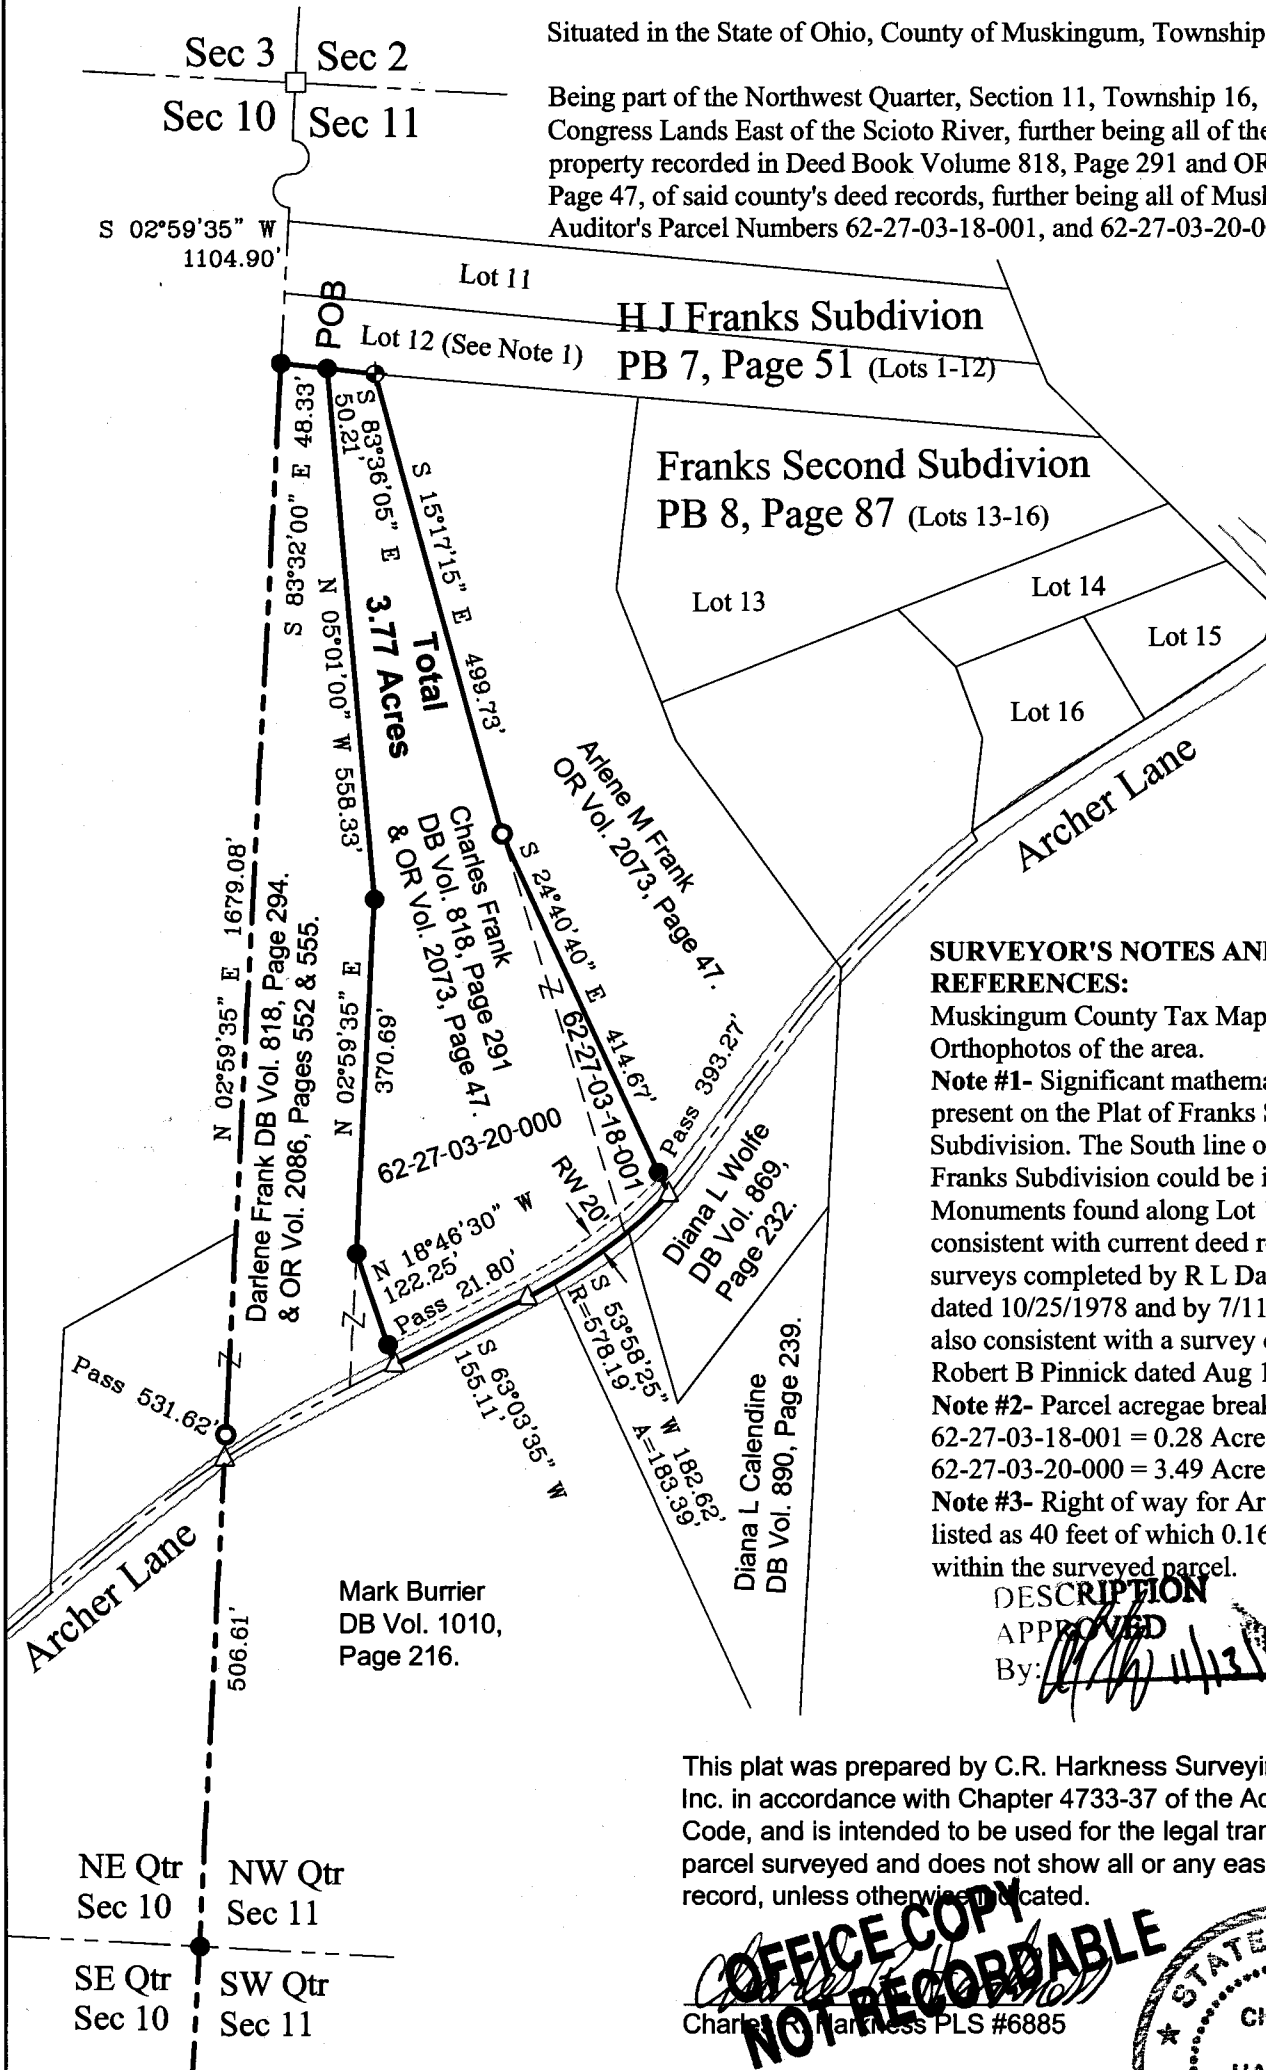 Situated in the State of Ohio, County of Muskingum, Township
Being part of the Northwest Quarter, Section 11, Township 16,
Congress Lands East of the Scioto River, further being all of the
property recorded in Deed Book Volume 818, Page 291 and OR
Page 47, of said county's deed records, further being all of Musk
Auditor's Parcel Numbers 62-27-03-18-001, and 62-27-03-20-0
Sec 3
Sec 2
Sec 10
Sec 11
S 02°59'35" W
1104.90'
Lot 11
POB
Lot 12 (See Note 1)
H J Franks Subdivion
PB 7, Page 51 (Lots 1-12)
Franks Second Subdivion
PB 8, Page 87 (Lots 13-16)
Lot 13
Lot 14
Lot 15
Lot 16
Archer Lane
S 83°32'00" E 48.33'
S 83°36'05" E
50.21'
S 15°17'15" E 499.73'
N 05°01'00" W 558.33'
Total
3.77 Acres
Arlene M Frank
OR Vol. 2073, Page 47.
Charles Frank
DB Vol. 818, Page 291
& OR Vol. 2073, Page 47.
S 24°40'40" E 414.67'
Z
62-27-03-18-001
N 02°59'35" E 1679.08'
Darlene Frank DB Vol. 818, Page 294.
& OR Vol. 2086, Pages 552 & 555.
N 02°59'35" E
370.69'
62-27-03-20-000
Pass 393.27'
RW 20'
Diana L Wolfe
DB Vol. 869,
Page 232.
N 18°46'30" W
122.25'
Pass 21.80'
Z
Z
Pass 531.62'
S 63°03'35" W
155.11'
S 53°58'25" W 182.62'
R=578.19' A=183.39'
Diana L Calendine
DB Vol. 890, Page 239.
Archer Lane
506.61'
Mark Burrier
DB Vol. 1010,
Page 216.
SURVEYOR'S NOTES AN
REFERENCES:
Muskingum County Tax Map
Orthophotos of the area.
Note #1- Significant mathema
present on the Plat of Franks S
Subdivision. The South line o
Franks Subdivision could be i
Monuments found along Lot 1
consistent with current deed r
surveys completed by R L Da
dated 10/25/1978 and by 7/11
also consistent with a survey
Robert B Pinnick dated Aug 1
Note #2- Parcel acregae break
62-27-03-18-001 = 0.28 Acre
62-27-03-20-000 = 3.49 Acre
Note #3- Right of way for Ar
listed as 40 feet of which 0.16
within the surveyed parcel.
DESCRIPTION
APPROVED
By: 11/13/
This plat was prepared by C.R. Harkness Surveyi
Inc. in accordance with Chapter 4733-37 of the Ad
Code, and is intended to be used for the legal tran
parcel surveyed and does not show all or any eas
record, unless otherwise indicated.
OFFICE COPY
NOT RECORDABLE
Charles R. Harkness PLS #6885
STATE
NE Qtr
Sec 10
NW Qtr
Sec 11
SE Qtr
Sec 10
SW Qtr
Sec 11